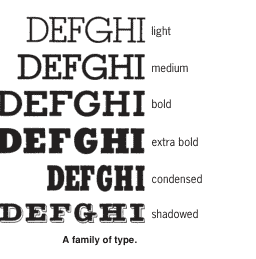 DEFGHI light
DEFGHI medium
DEFGHI bold
DEFGHI extra bold
DEFGHI condensed
DEFGHI shadowed
A family of type.